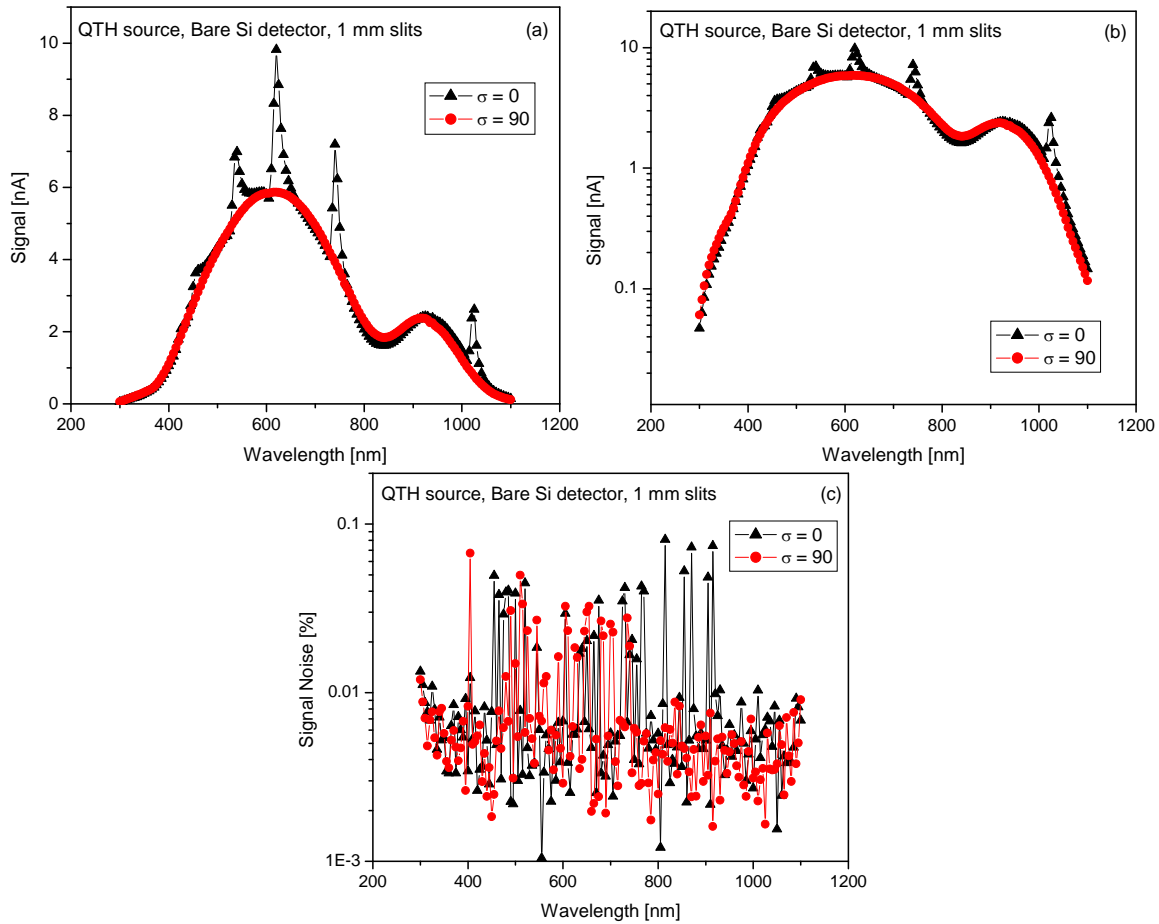 QTH source, Bare Si detector, 1 mm slits (a)
σ = 0
σ = 90
10
8
6
4
2
0
Signal [nA]
200 400 600 800 1000 1200
Wavelength [nm]
QTH source, Bare Si detector, 1 mm slits (b)
σ = 0
σ = 90
10
1
0.1
Signal [nA]
200 400 600 800 1000 1200
Wavelength [nm]
QTH source, Bare Si detector, 1 mm slits (c)
σ = 0
σ = 90
0.1
0.01
1E-3
Signal Noise [%]
200 400 600 800 1000 1200
Wavelength [nm]